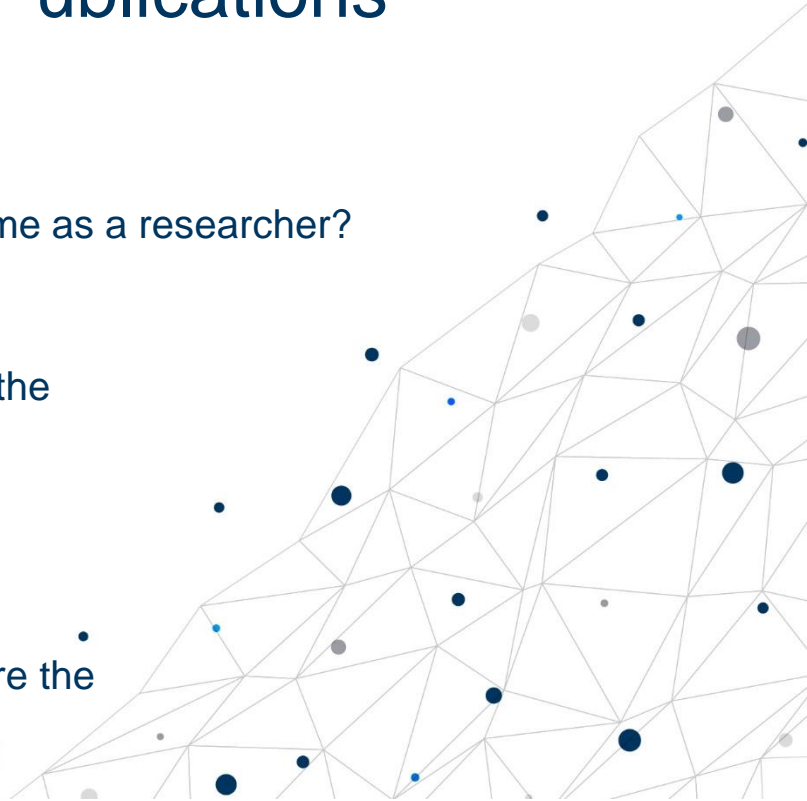 ublications
me as a researcher?
the
re the